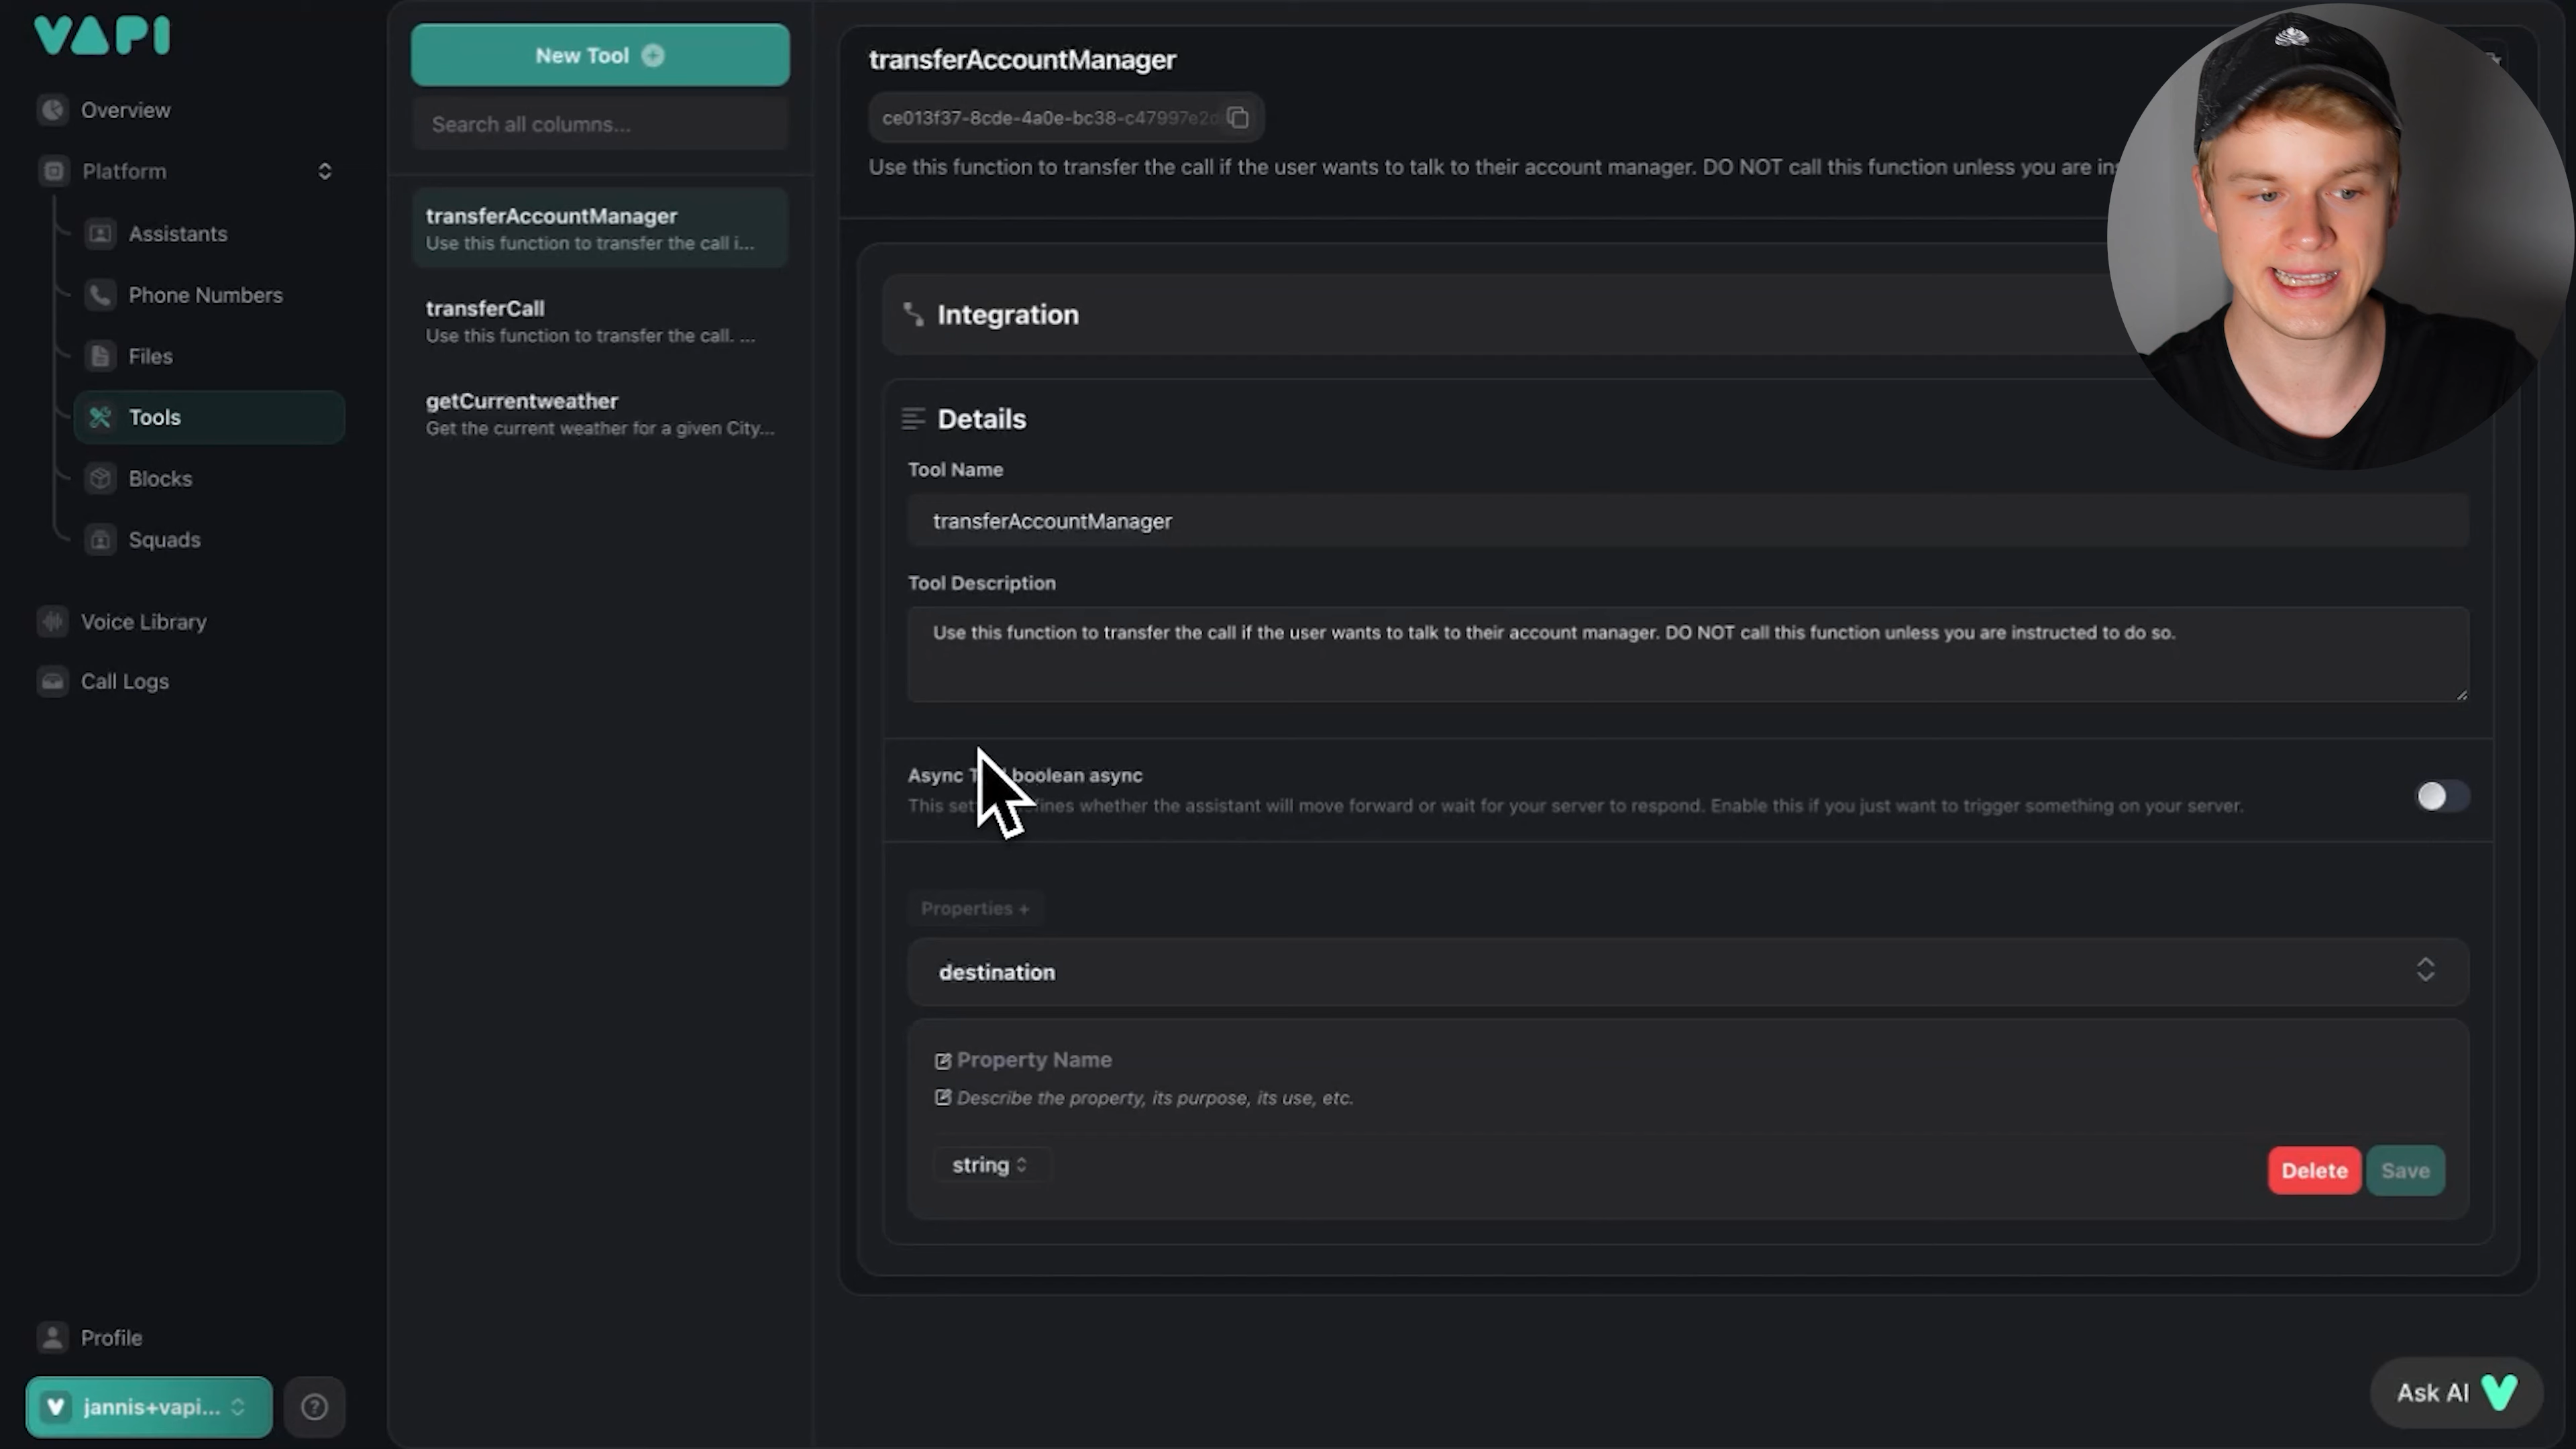 VAPI
Overview
Platform
Assistants
Phone Numbers
Files
Tools
Blocks
Squads
Voice Library
Call Logs
Profile
jannis+vapi...
New Tool
Search all columns...
transferAccountManager
Use this function to transfer the call i...
transferCall
Use this function to transfer the call. ...
getCurrentweather
Get the current weather for a given City...
transferAccountManager
ce013f37-8cde-4a0e-bc38-c47997e2
Use this function to transfer the call if the user wants to talk to their account manager. DO NOT call this function unless you are
Integration
Details
Tool Name
transferAccountManager
Tool Description
Use this function to transfer the call if the user wants to talk to their account manager. DO NOT call this function unless you are instructed to do so.
Async boolean async
This whether the assistant will move forward or wait for your server to respond. Enable this if you just want to trigger something on your server.
Properties +
destination
Property Name
Describe the property, its purpose, its use, etc.
string
Delete
Save
Ask AI